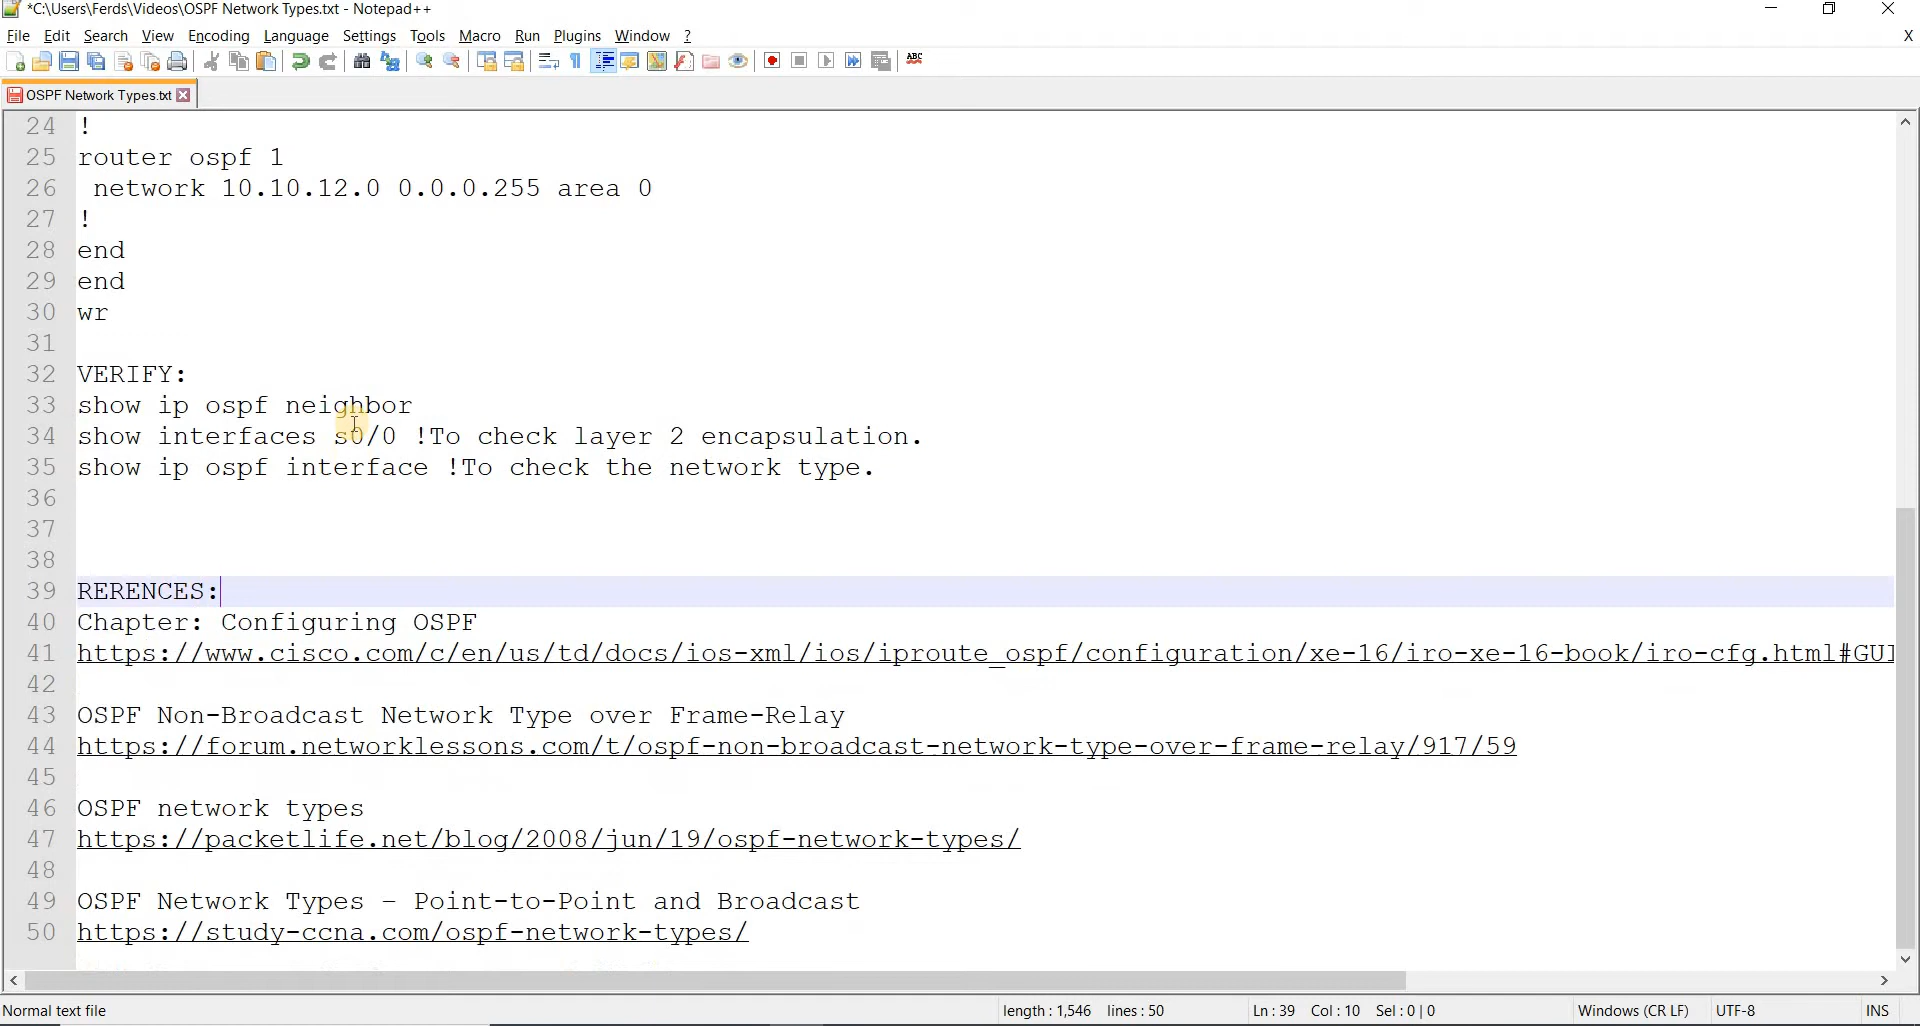 *C:\Users\Ferds\Videos\OSPF Network Types.txt - Notepad++
File Edit Search View Encoding Language Settings Tools Macro Run Plugins Window ? X
ABC
OSPF Network Types.txt
24 !
25 router ospf 1
26 network 10.10.12.0 0.0.0.255 area 0
27 !
28 end
29 end
30 wr
31
32 VERIFY:
33 show ip ospf neighbor
34 show interfaces s0/0 !To check layer 2 encapsulation.
35 show ip ospf interface !To check the network type.
36
37
38
39 RERENCES:
40 Chapter: Configuring OSPF
41 https://www.cisco.com/c/en/us/td/docs/ios-xml/ios/iproute_ospf/configuration/xe-16/iro-xe-16-book/iro-cfg.html#GUI
42
43 OSPF Non-Broadcast Network Type over Frame-Relay
44 https://forum.networklessons.com/t/ospf-non-broadcast-network-type-over-frame-relay/917/59
45
46 OSPF network types
47 https://packetlife.net/blog/2008/jun/19/ospf-network-types/
48
49 OSPF Network Types – Point-to-Point and Broadcast
50 https://study-ccna.com/ospf-network-types/
Normal text file length : 1,546 lines : 50 Ln : 39 Col : 10 Sel : 0 | 0 Windows (CR LF) UTF-8 INS